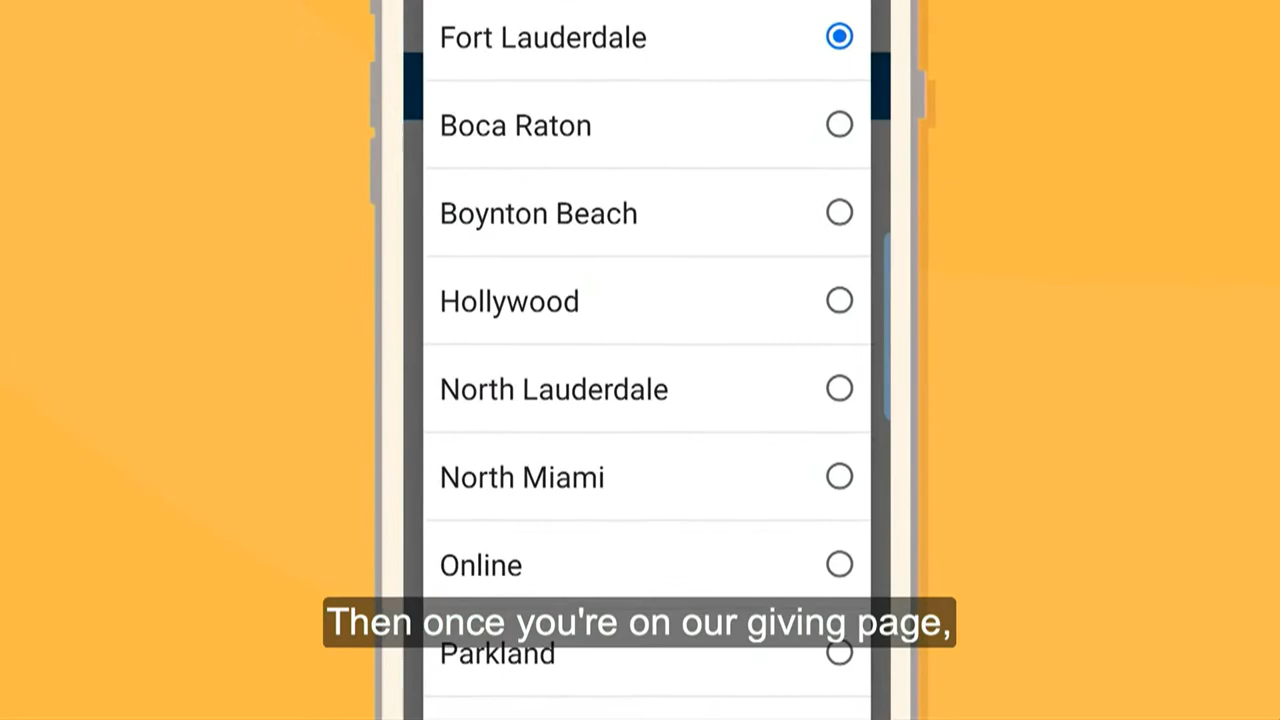 Fort Lauderdale
Boca Raton
Boynton Beach
Hollywood
North Lauderdale
North Miami
Online
Then once you're on our giving page,
Parkland